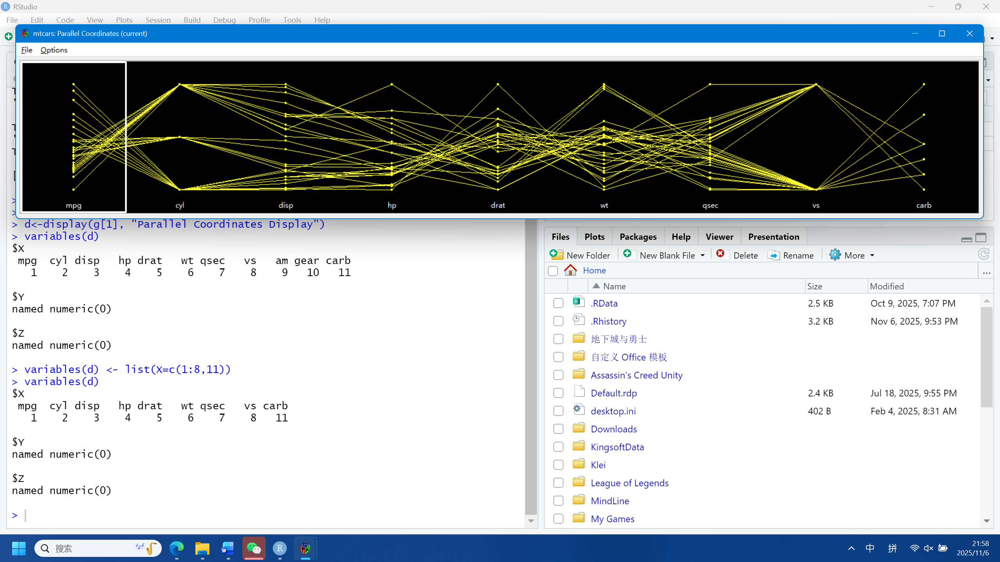 RStudio
File Edit Code View Plots Session Build Debug Profile Tools Help
mtcars: Parallel Coordinates (current)
File Options
mpg cyl disp hp drat wt qsec vs carb
> d<-display(g[1], "Parallel Coordinates Display")
> variables(d)
$X
mpg cyl disp hp drat wt qsec vs am gear carb
1 2 3 4 5 6 7 8 9 10 11
$Y
named numeric(0)
$Z
named numeric(0)
> variables(d) <- list(X=c(1:8,11))
> variables(d)
$X
mpg cyl disp hp drat wt qsec vs carb
1 2 3 4 5 6 7 8 11
$Y
named numeric(0)
$Z
named numeric(0)
>
Files Plots Packages Help Viewer Presentation
New Folder New Blank File Delete Rename More
Home ...
Name Size Modified
.RData 2.5 KB Oct 9, 2025, 7:07 PM
.Rhistory 3.2 KB Nov 6, 2025, 9:53 PM
地下城与勇士
自定义 Office 模板
Assassin's Creed Unity
Default.rdp 2.4 KB Jul 18, 2025, 9:55 PM
desktop.ini 402 B Feb 4, 2025, 8:31 AM
Downloads
KingsoftData
Klei
League of Legends
MindLine
My Games
搜索
中 拼
21:58
2025/11/6